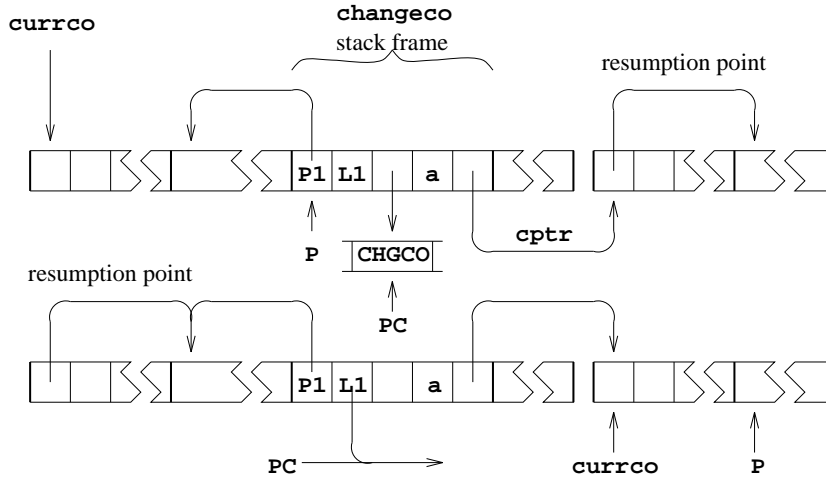 changeco
currco
stack frame
resumption point
P1 L1 a
cptr
P
CHGCO
resumption point
PC
P1 L1 a
PC
currco
P